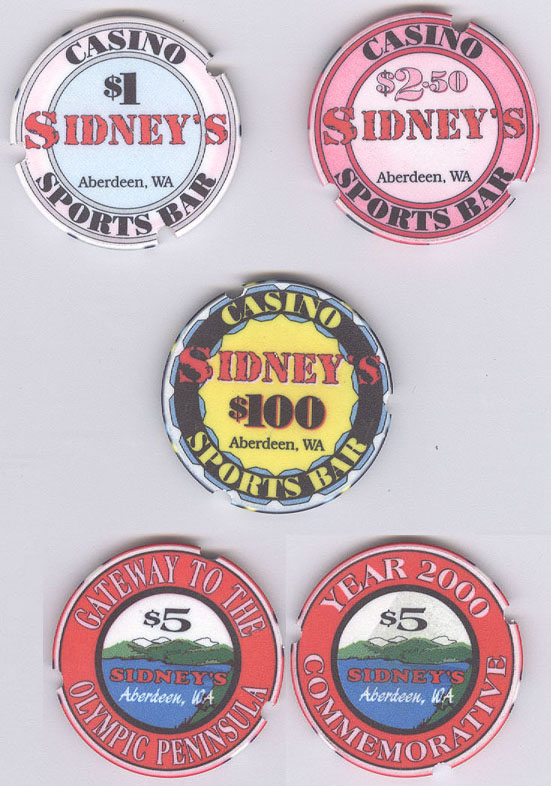 CASINO
$1
SIDNEY'S
Aberdeen, WA
SPORTS BAR
CASINO
$2.50
SIDNEY'S
Aberdeen, WA
SPORTS BAR
CASINO
SIDNEY'S
$100
Aberdeen, WA
SPORTS BAR
GATEWAY TO THE
$5
SIDNEY'S
Aberdeen, WA
OLYMPIC PENINSULA
YEAR 2000
$5
SIDNEY'S
Aberdeen, WA
COMMEMORATIVE